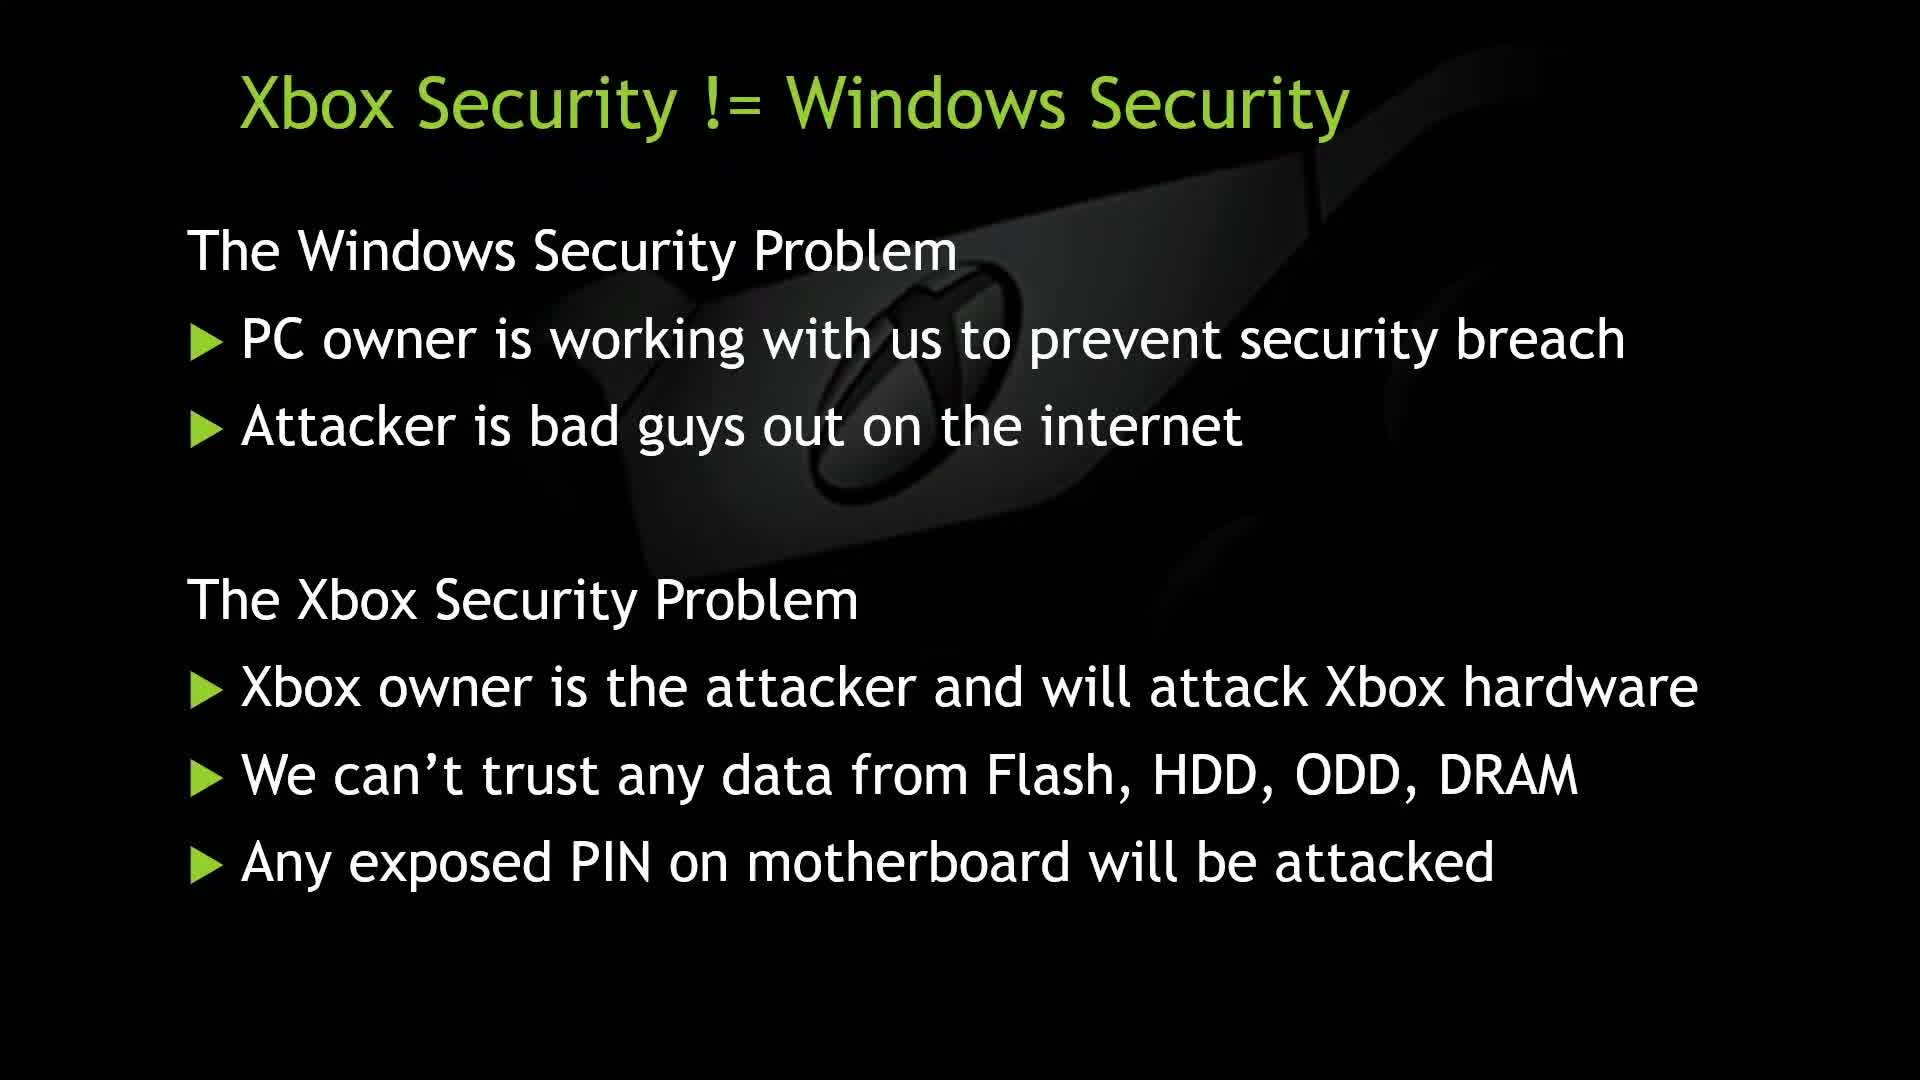 Xbox Security != Windows Security
The Windows Security Problem
PC owner is working with us to prevent security breach
Attacker is bad guys out on the internet
The Xbox Security Problem
Xbox owner is the attacker and will attack Xbox hardware
We can’t trust any data from Flash, HDD, ODD, DRAM
Any exposed PIN on motherboard will be attacked